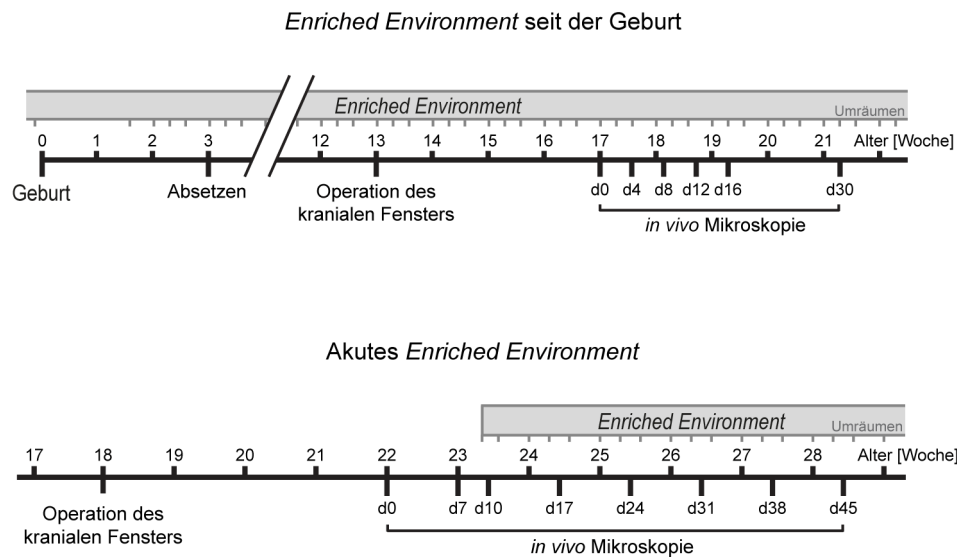 Enriched Environment seit der Geburt
Enriched Environment
Umräumen
0 1 2 3 12 13 14 15 16 17 18 19 20 21 Alter [Woche]
Geburt
Absetzen
Operation des
kranialen Fensters
d0 d4 d8 d12 d16 d30
in vivo Mikroskopie
Akutes Enriched Environment
Enriched Environment
Umräumen
17 18 19 20 21 22 23 24 25 26 27 28 Alter [Woche]
Operation des
kranialen Fensters
d0 d7 d10 d17 d24 d31 d38 d45
in vivo Mikroskopie